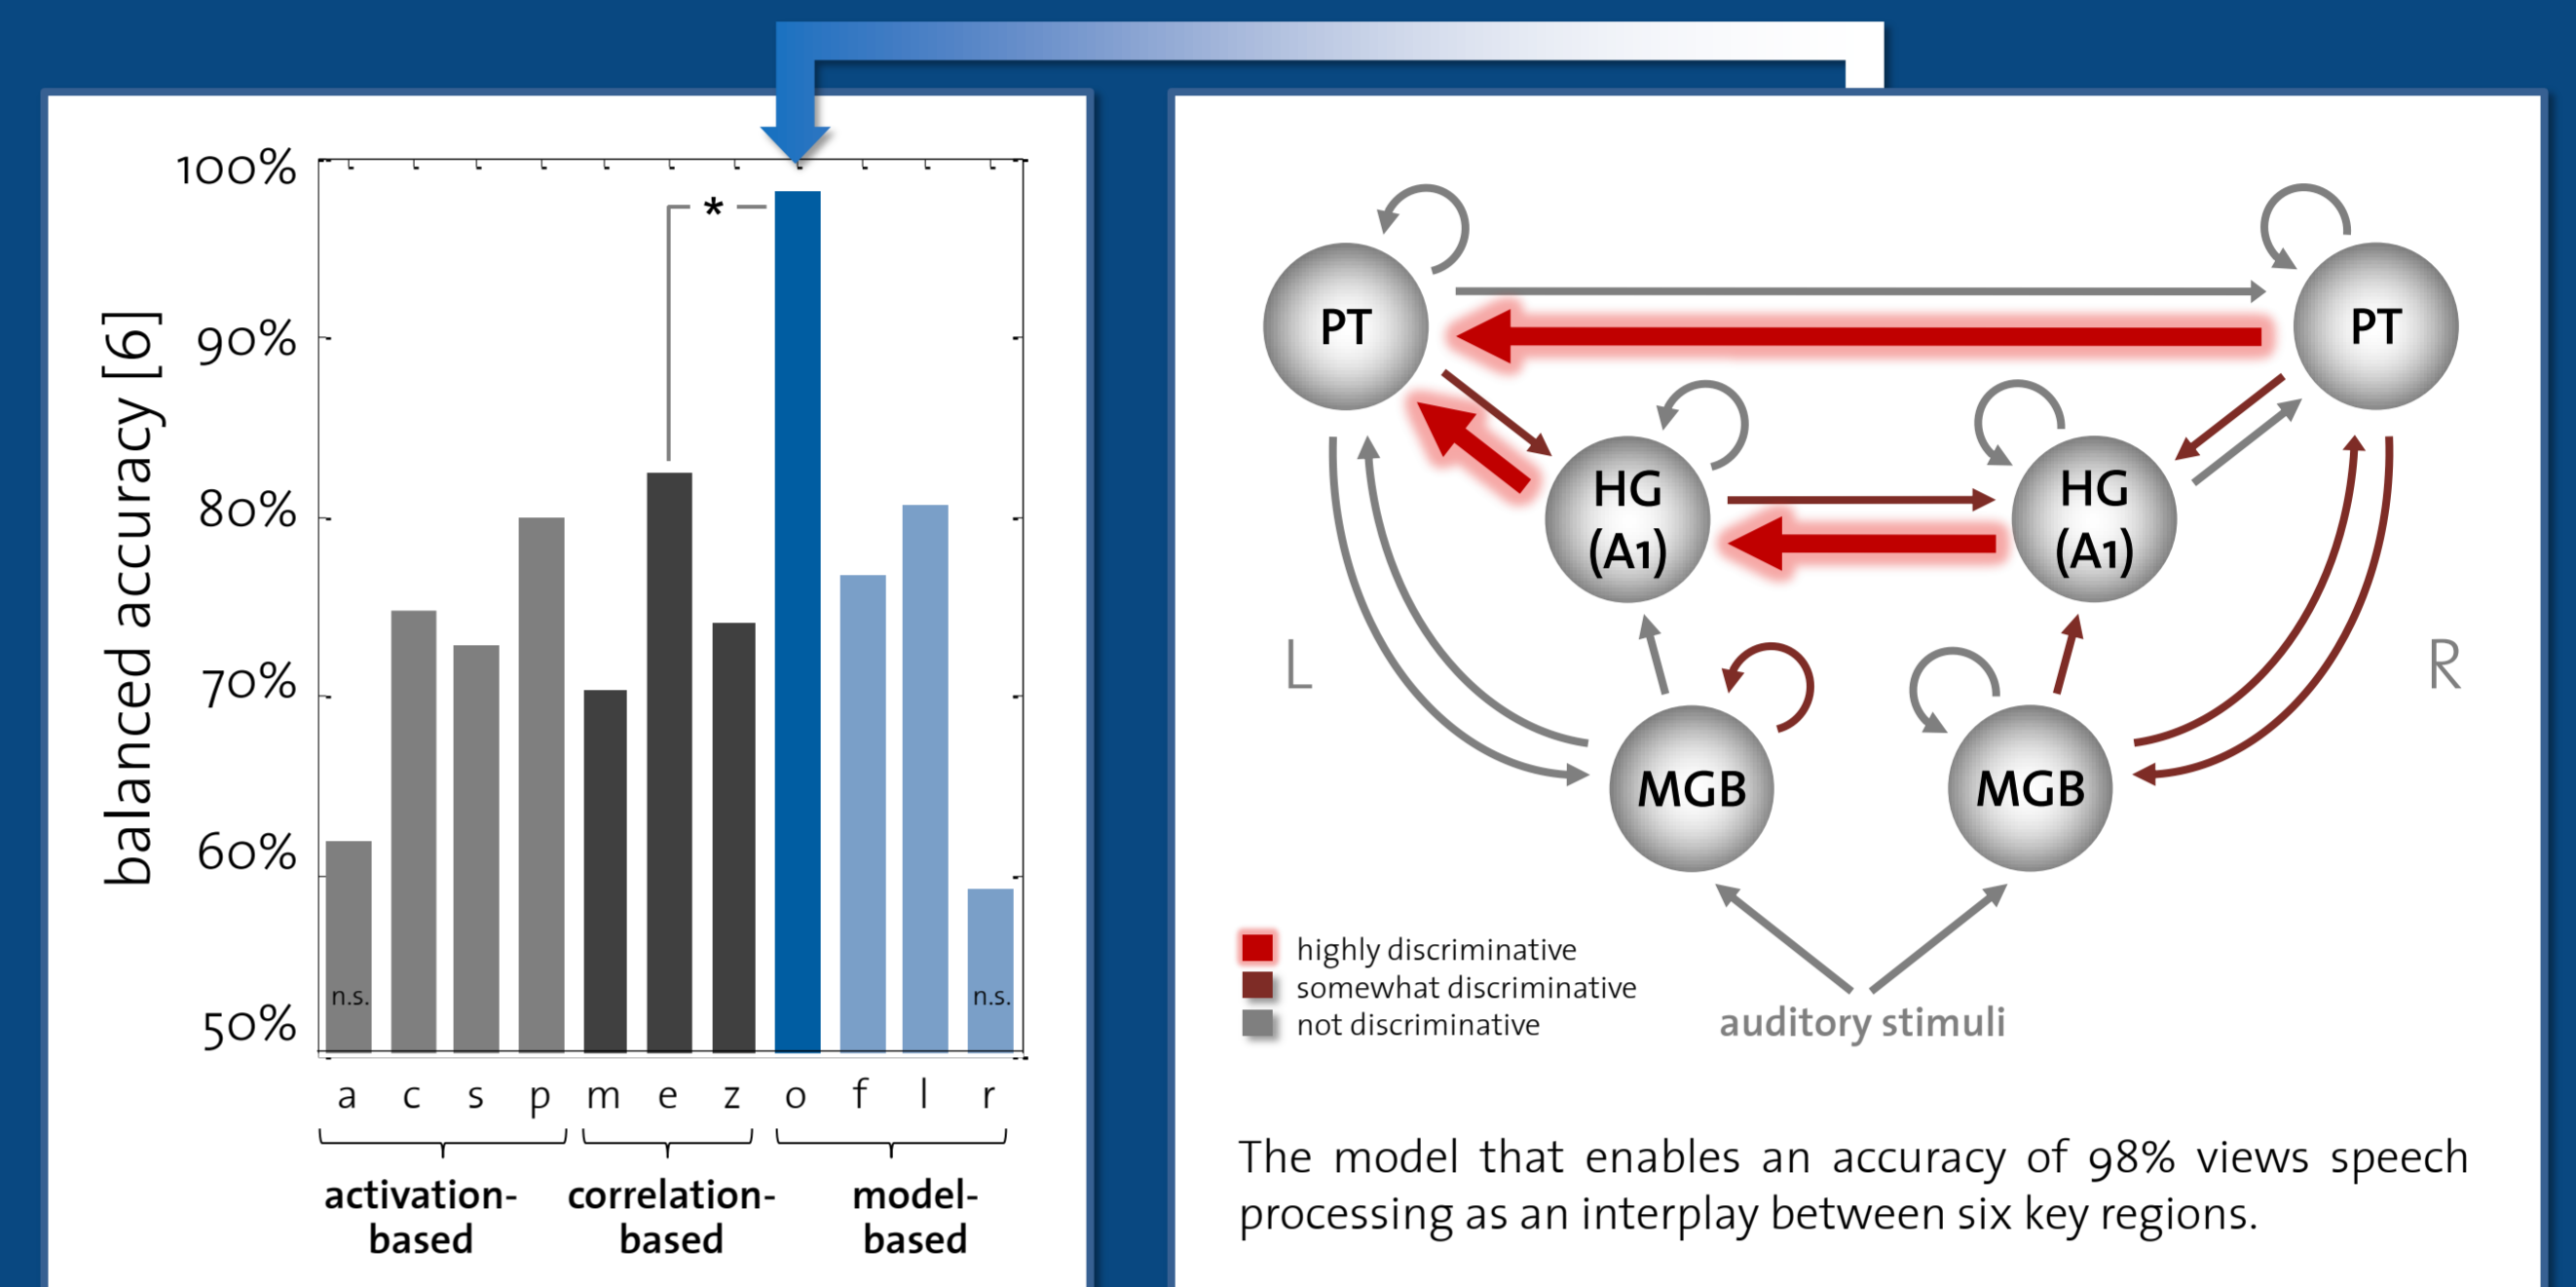 balanced accuracy [6]
100%
90%
80%
70%
60%
50%
*
n.s.
n.s.
a c s p m e z o f l r
activation-
based
correlation-
based
model-
based
PT
PT
HG
(A1)
HG
(A1)
L
R
MGB
MGB
highly discriminative
somewhat discriminative
not discriminative
auditory stimuli
The model that enables an accuracy of 98% views speech
processing as an interplay between six key regions.